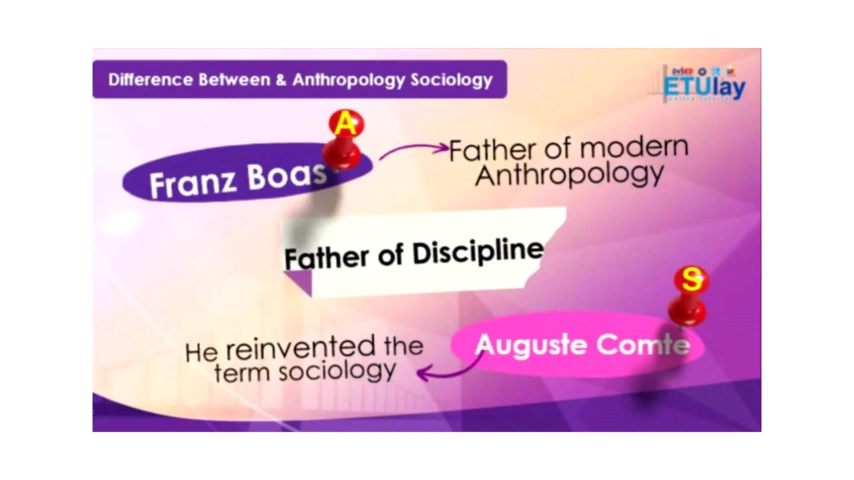 Difference Between & Anthropology Sociology
ETUlay
A
Franz Boas
Father of modern
Anthropology
Father of Discipline
S
Auguste Comte
He reinvented the
term sociology